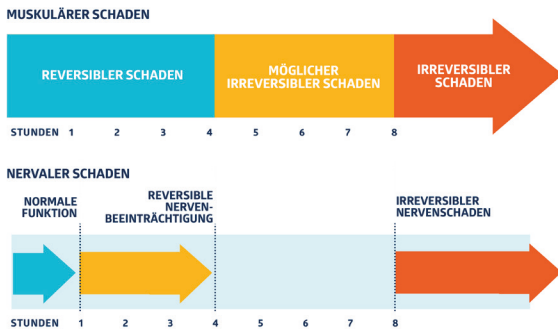 MUSKULÄRER SCHADEN
REVERSIBLER SCHADEN
MÖGLICHER
IRREVERSIBLER SCHADEN
IRREVERSIBLER
SCHADEN
STUNDEN 1 2 3 4 5 6 7 8
NERVALER SCHADEN
NORMALE
FUNKTION
REVERSIBLE
NERVEN-
BEEINTRÄCHTIGUNG
IRREVERSIBLER
NERVENSCHADEN
STUNDEN 1 2 3 4 5 6 7 8